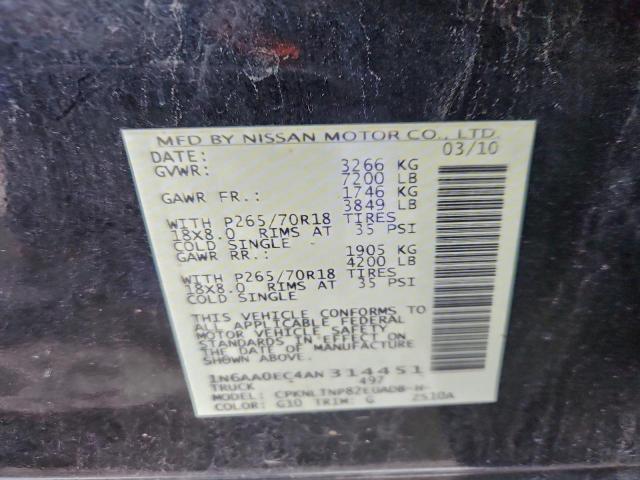 MFD BY NISSAN MOTOR CO., LTD.
DATE: 03/10
GVWR: 3266 KG
7200 LB
GAWR FR.: 1746 KG
3849 LB
WITH P265/70R18 TIRES
18X8.0 RIMS AT 35 PSI
COLD SINGLE
GAWR RR.: 1905 KG
4200 LB
WITH P265/70R18 TIRES
18X8.0 RIMS AT 35 PSI
COLD SINGLE
THIS VEHICLE CONFORMS TO
ALL APPLICABLE FEDERAL
MOTOR VEHICLE SAFETY
STANDARDS IN EFFECT ON
THE DATE OF MANUFACTURE
SHOWN ABOVE.
1N6AA0EC4AN314451
TRUCK 497
MODEL: CPKNLTNP82EUADB-H-
COLOR: G10 TRIM: G 2510A